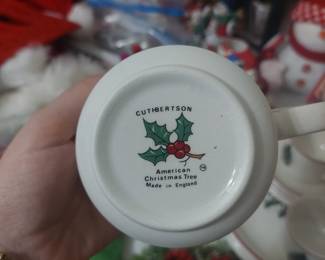 CUTHBERTSON
American
Christmas Tree
Made in England